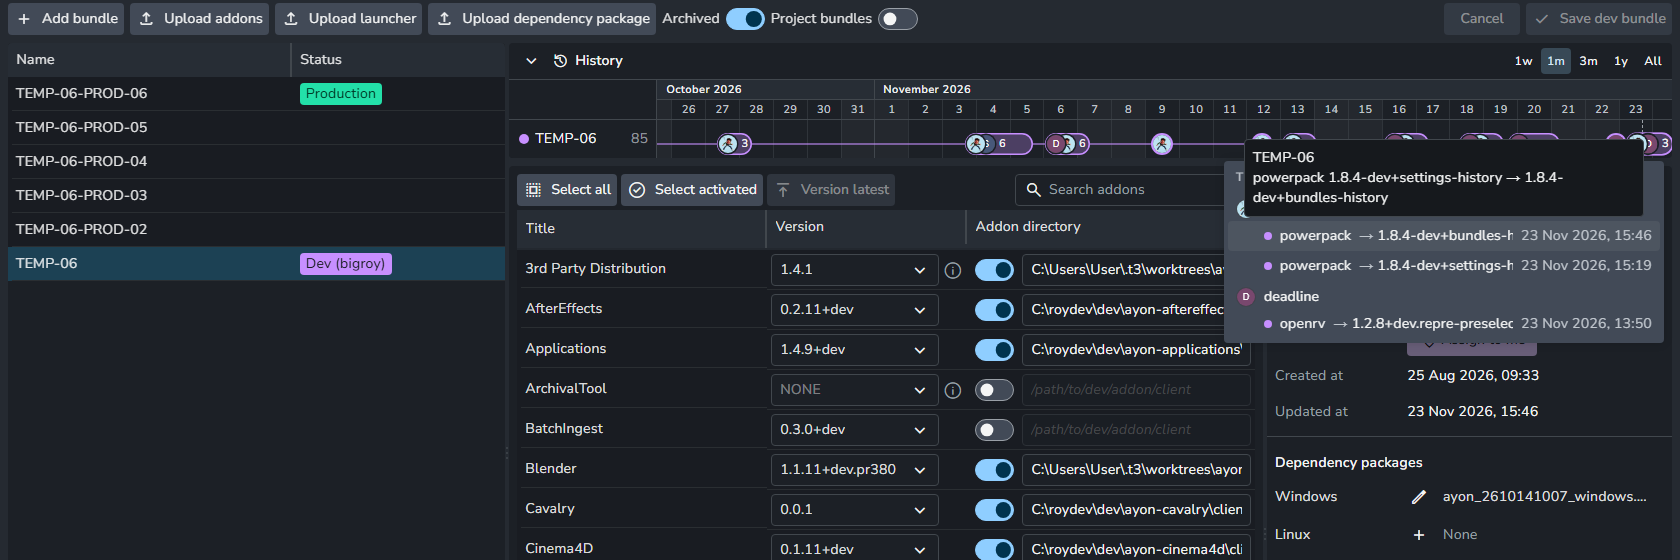 Add bundle
Upload addons
Upload launcher
Upload dependency package
Archived
Project bundles
Cancel
Save dev bundle
Name
Status
TEMP-06-PROD-06
Production
TEMP-06-PROD-05
TEMP-06-PROD-04
TEMP-06-PROD-03
TEMP-06-PROD-02
TEMP-06
Dev (bigroy)
History
1w 1m 3m 1y All
October 2026
November 2026
26 27 28 29 30 31 1 2 3 4 5 6 7 8 9 10 11 12 13 14 15 16 17 18 19 20 21 22 23
TEMP-06 85
3
S 6
D 6
3
TEMP-06
powerpack 1.8.4-dev+settings-history → 1.8.4-
dev+bundles-history
powerpack → 1.8.4-dev+bundles-h 23 Nov 2026, 15:46
powerpack → 1.8.4-dev+settings-h 23 Nov 2026, 15:19
D deadline
openrv → 1.2.8+dev.repre-preselec 23 Nov 2026, 13:50
Select all
Select activated
Version latest
Search addons
Title
Version
Addon directory
3rd Party Distribution
1.4.1
C:\Users\User\.t3\worktrees\a
AfterEffects
0.2.11+dev
C:\roydev\dev\ayon-aftereffec
Applications
1.4.9+dev
C:\roydev\dev\ayon-applications\
ArchivalTool
NONE
/path/to/dev/addon/client
BatchIngest
0.3.0+dev
/path/to/dev/addon/client
Blender
1.1.11+dev.pr380
C:\Users\User\.t3\worktrees\ayor
Cavalry
0.0.1
C:\roydev\dev\ayon-cavalry\clien
Cinema4D
0.1.11+dev
C:\roydev\dev\ayon-cinema4d\cli
Created at
25 Aug 2026, 09:33
Updated at
23 Nov 2026, 15:46
Dependency packages
Windows
ayon_2610141007_windows....
Linux
None